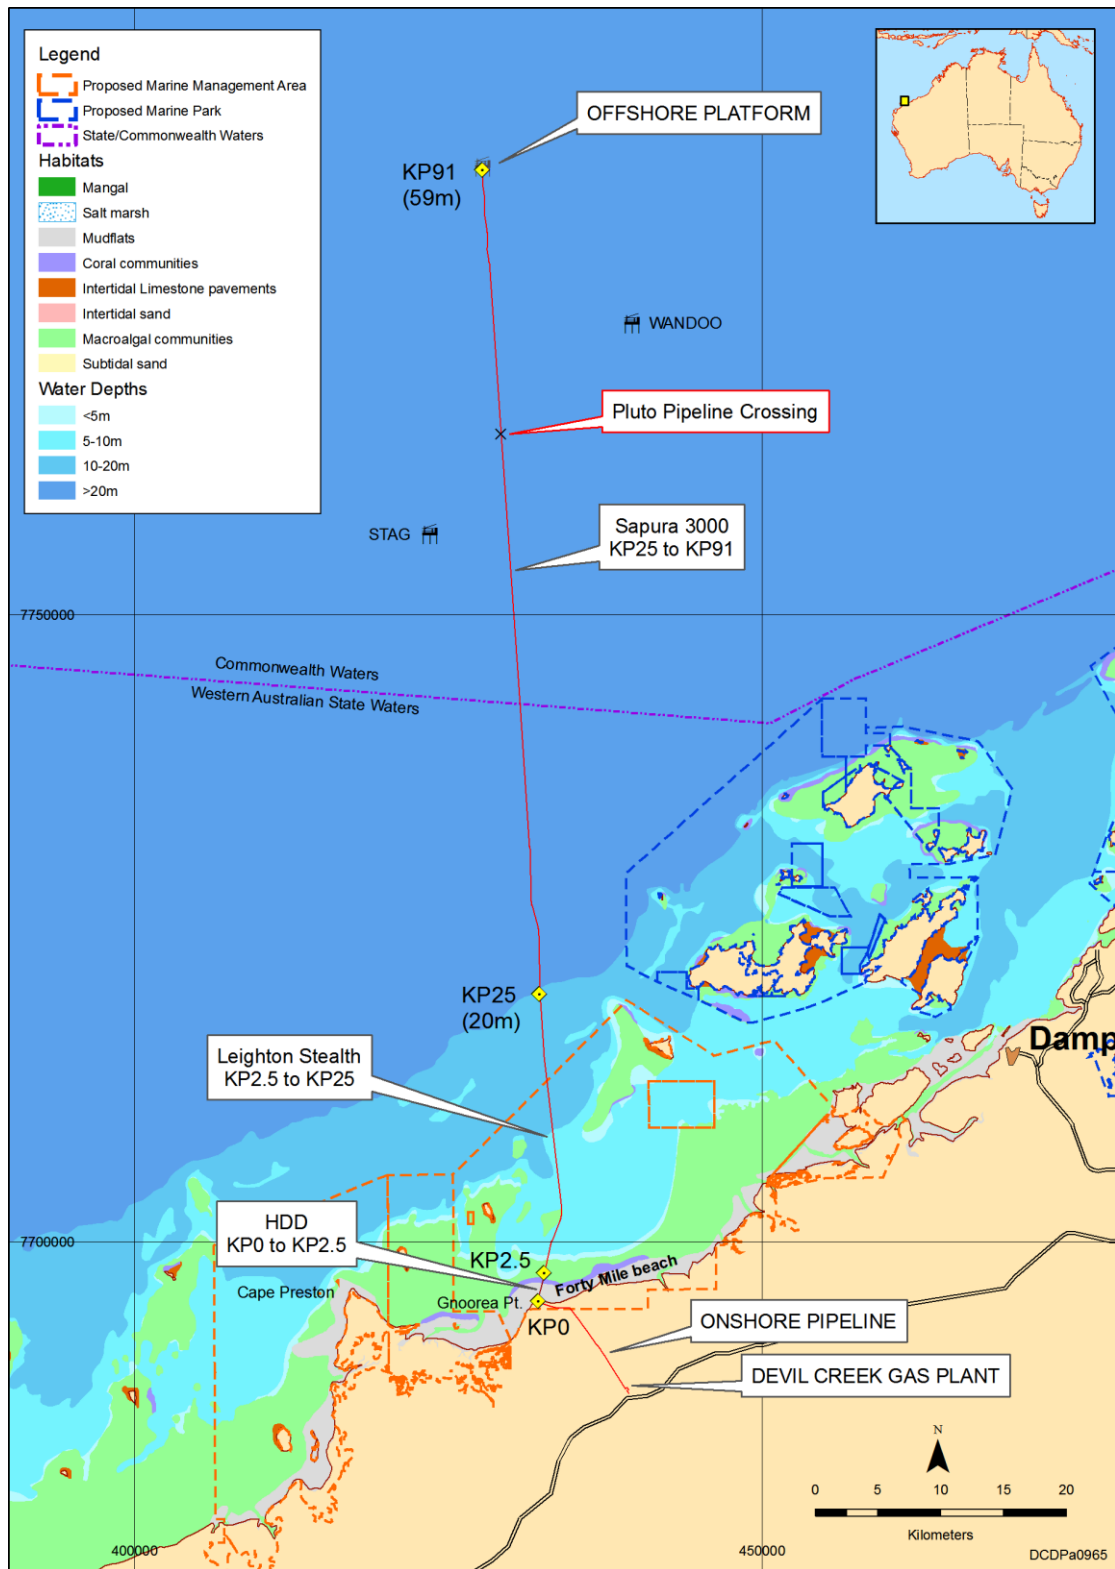 Legend
Proposed Marine Management Area
Proposed Marine Park
State/Commonwealth Waters
Habitats
Mangal
Salt marsh
Mudflats
Coral communities
Intertidal Limestone pavements
Intertidal sand
Macroalgal communities
Subtidal sand
Water Depths
<5m
5-10m
10-20m
>20m
OFFSHORE PLATFORM
KP91
(59m)
WANDOO
Pluto Pipeline Crossing
STAG
Sapura 3000
KP25 to KP91
7750000
Commonwealth Waters
Western Australian State Waters
KP25
(20m)
Leighton Stealth
KP2.5 to KP25
Damp
HDD
KP0 to KP2.5
7700000
KP2.5
Forty Mile beach
Cape Preston
Gnoorea Pt.
KP0
ONSHORE PIPELINE
DEVIL CREEK GAS PLANT
N
0 5 10 15 20
Kilometers
400000
450000
DCDPa0965